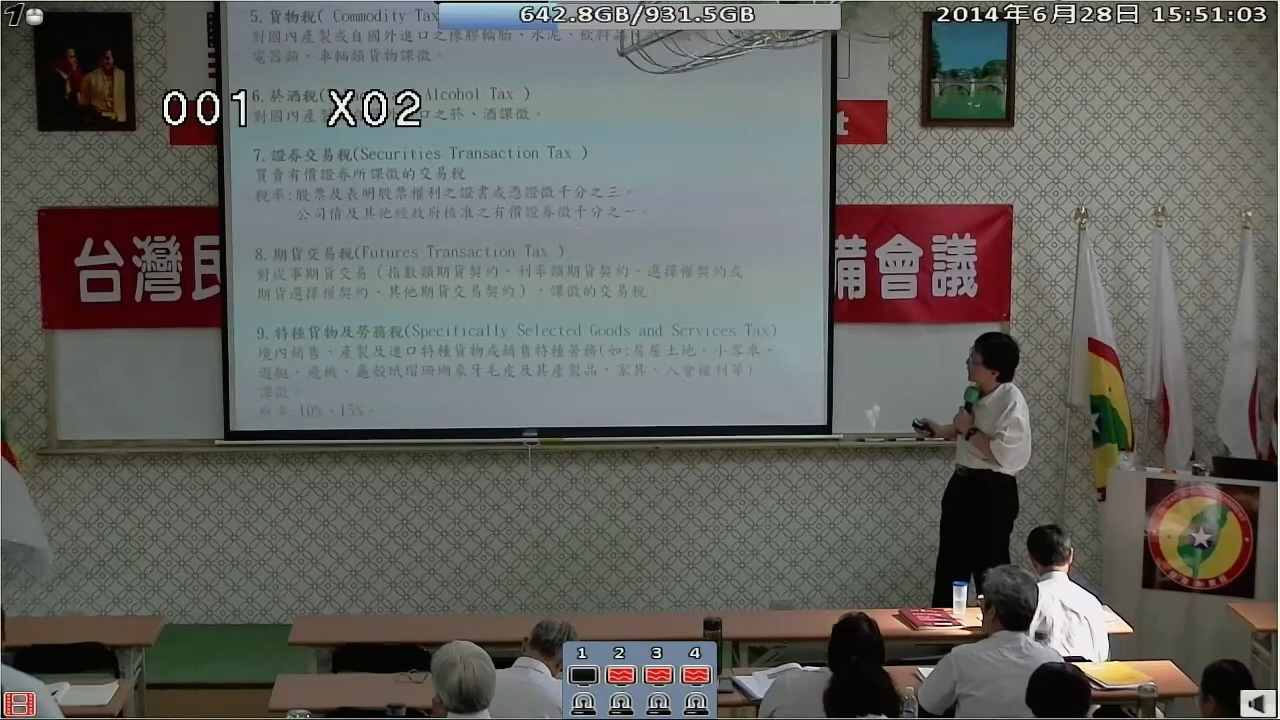 1
642.8GB/931.5GB
2014年6月28日 15:51:03
001 X02
5.貨物稅( Commodity Tax
對國內產製或自國外進口之橡膠輪胎、水泥、飲料品、
電器類、車輛類貨物課徵。
6.菸酒稅( Alcohol Tax )
對國內產製 口之菸、酒課徵。
7.證券交易稅(Securities Transaction Tax )
買賣有價證券所課徵的交易稅
稅率:股票及表明股票權利之證書或憑證徵千分之三。
公司債及其他經政府核准之有價證券徵千分之一。
8.期貨交易稅(Futures Transaction Tax )
對從事期貨交易(指數類期貨契約、利率類期貨契約、選擇權契約或
期貨選擇權契約、其他期貨交易契約),課徵的交易稅。
9.特種貨物及勞務稅(Specifically Selected Goods and Services Tax)
境內銷售、產製及進口特種貨物或銷售特種勞務(如:房屋土地、小客車、
遊艇、飛機、龜殼玳瑁珊瑚象牙毛皮及其產製品、家具、入會權利等)
課徵。
稅率:10%、15%。
t
台灣民
備會議
1 2 3 4